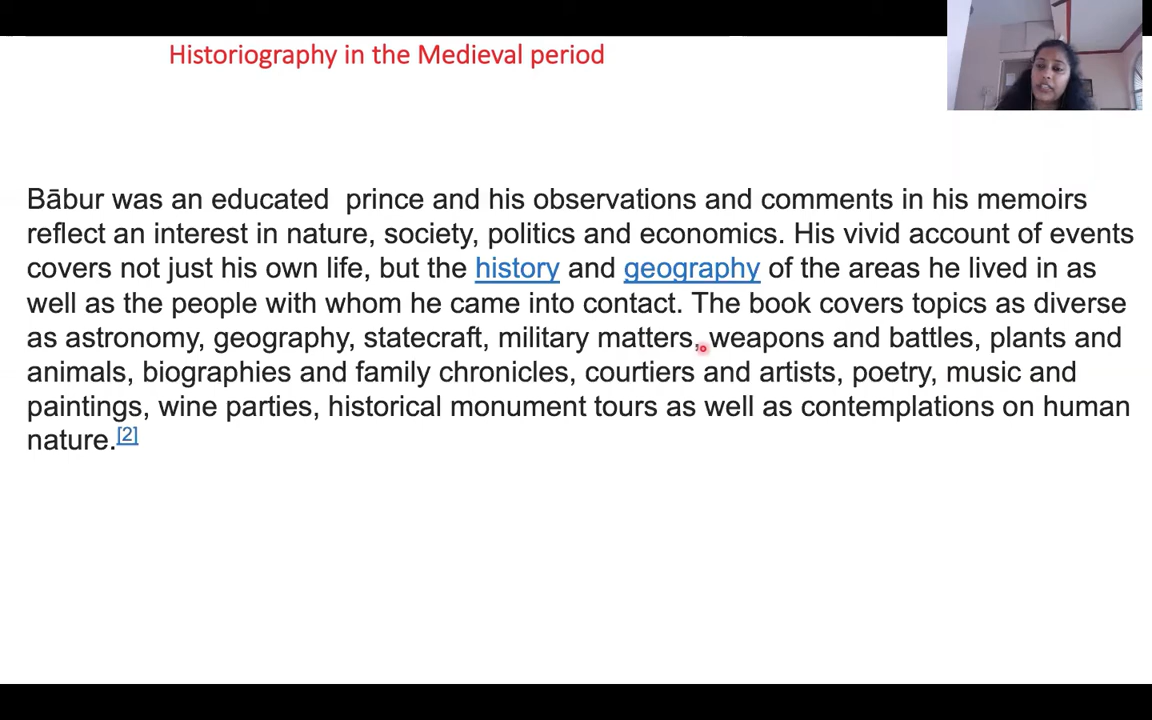 Historiography in the Medieval period
Bābur was an educated  prince and his observations and comments in his memoirs
reflect an interest in nature, society, politics and economics. His vivid account of events
covers not just his own life, but the history and geography of the areas he lived in as
well as the people with whom he came into contact. The book covers topics as diverse
as astronomy, geography, statecraft, military matters, weapons and battles, plants and
animals, biographies and family chronicles, courtiers and artists, poetry, music and
paintings, wine parties, historical monument tours as well as contemplations on human
nature.[2]